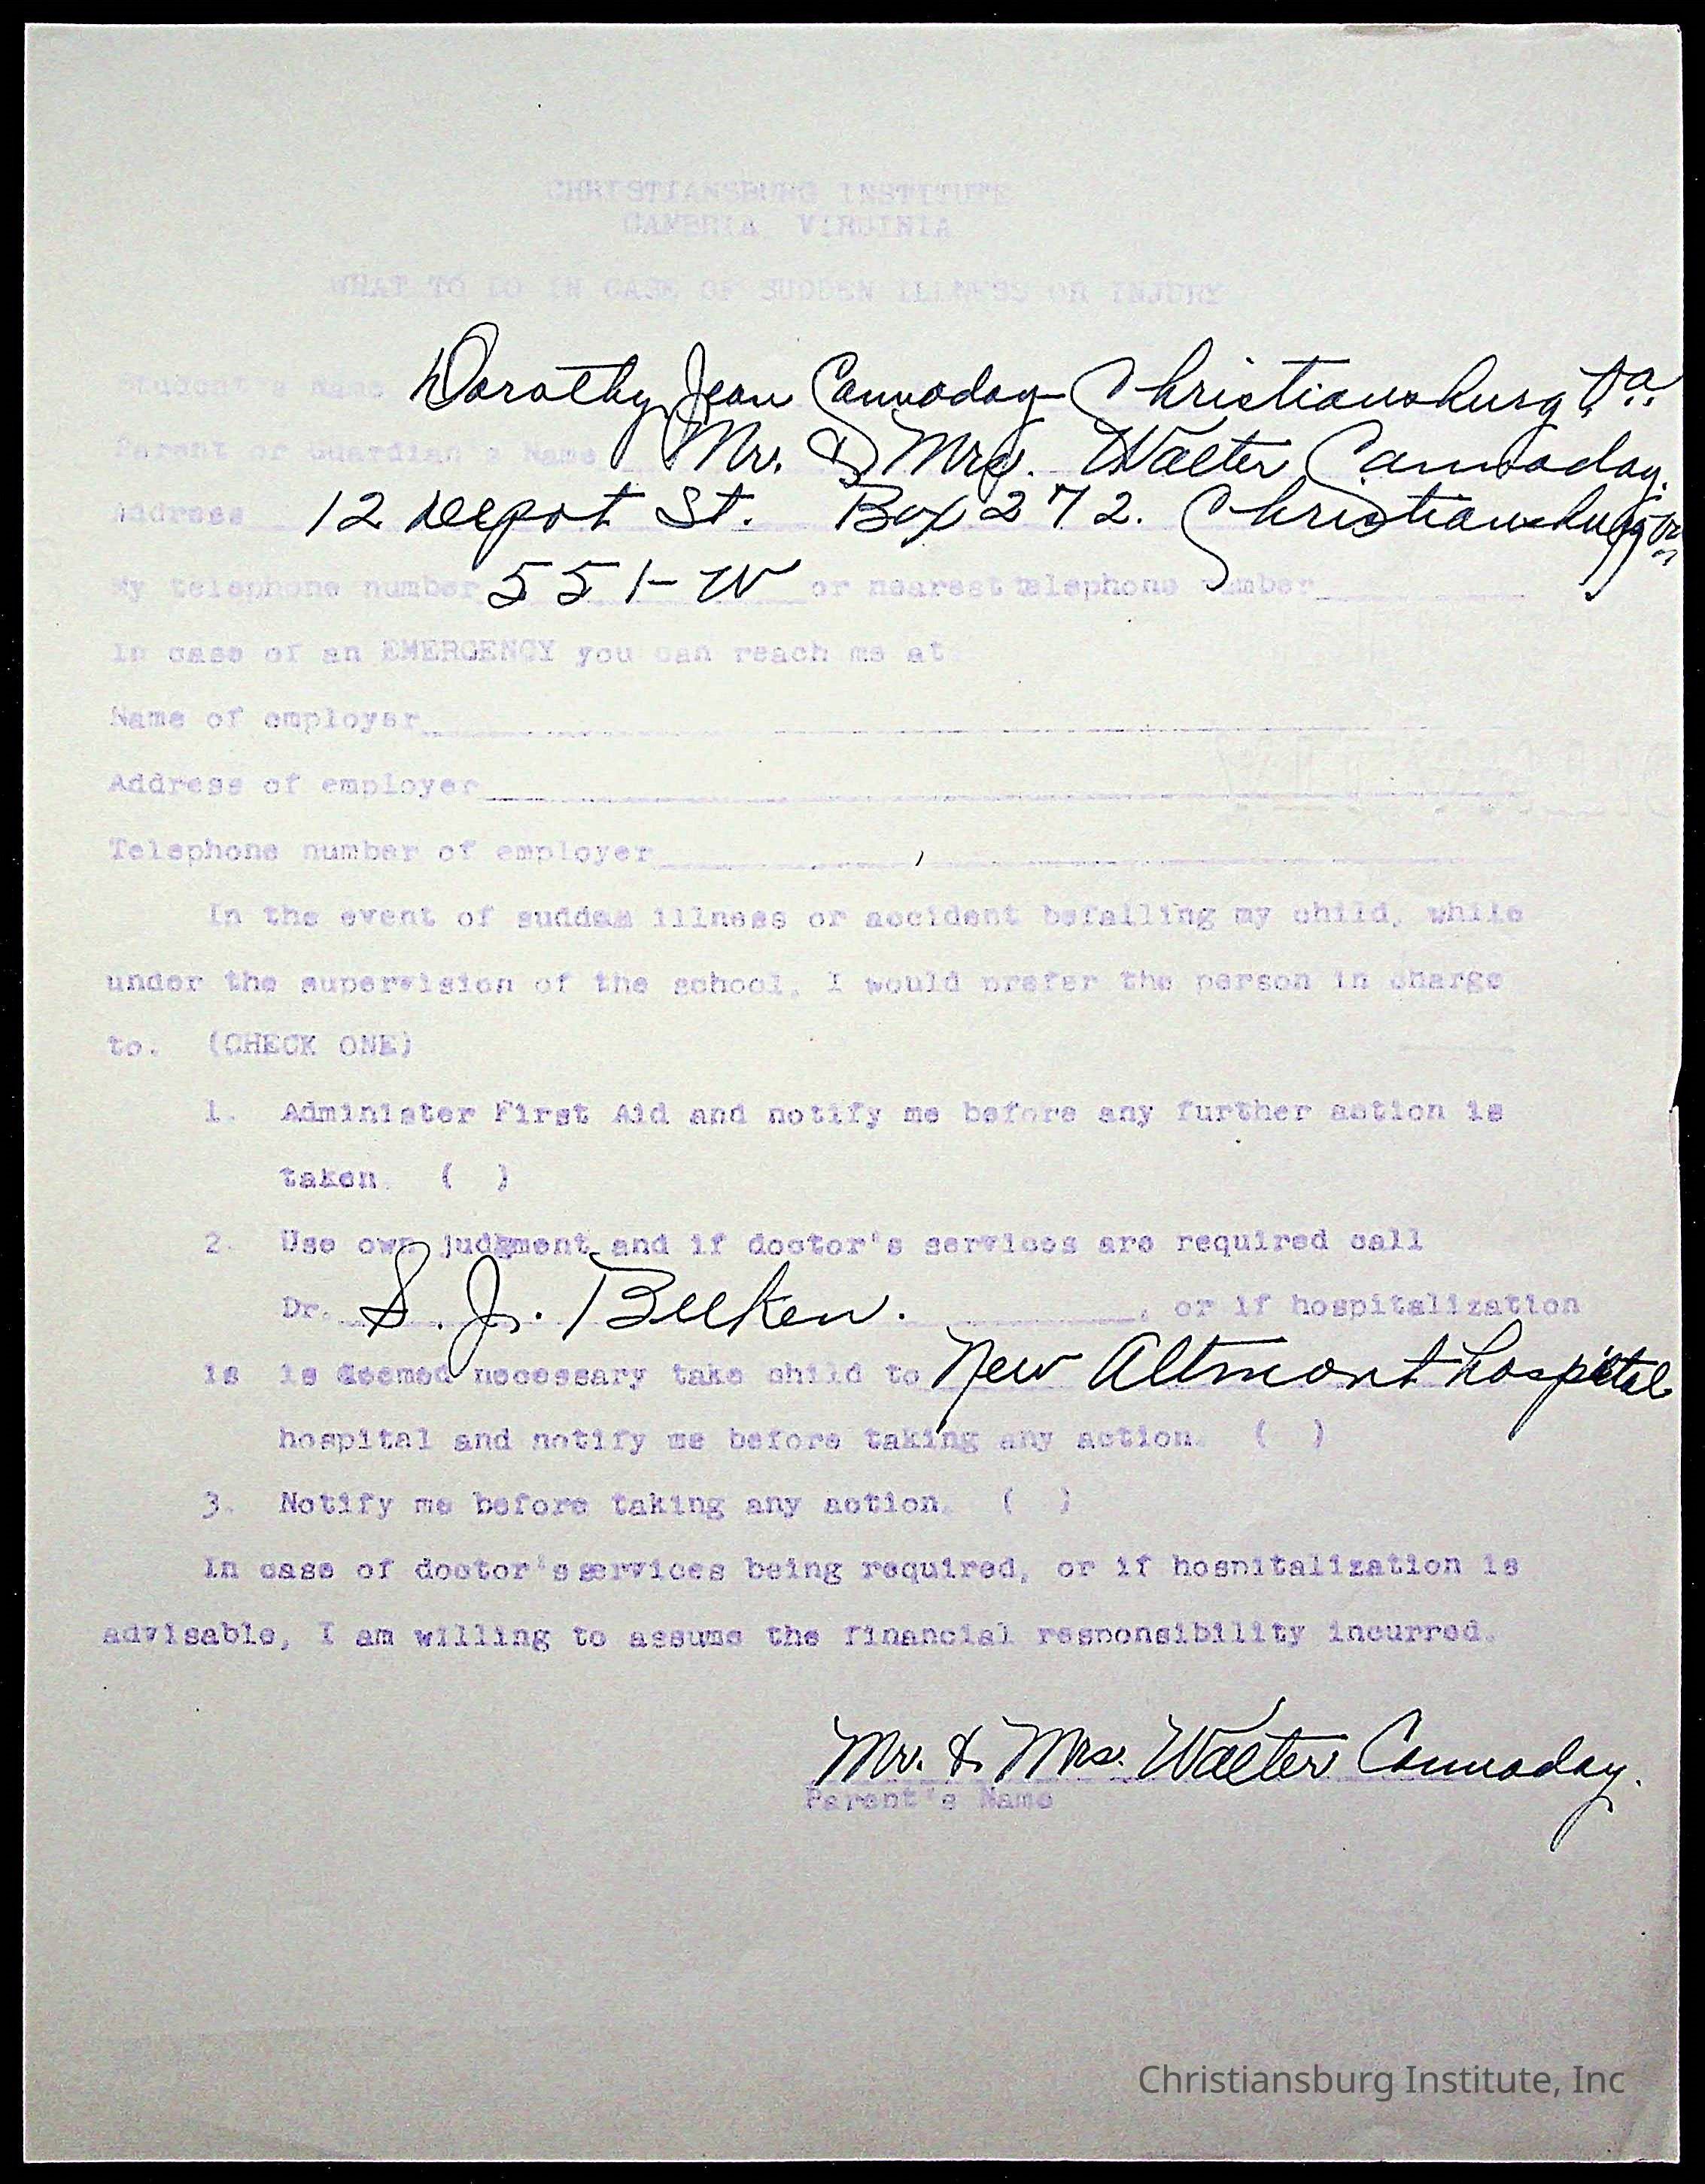 CHRISTIANSBURG INSTITUTE
CAMBRIA, VIRGINIA
WHAT TO DO IN CASE OF SUDDEN ILLNESS OR INJURY
Student's Name Dorothy Jean Cannaday Christiansburg Va.
Parent or Guardian's Name Mr. & Mrs. Walter Cannaday.
Address 12 Depot St. Box 272. Christiansburg Va
My telephone number 551-W or nearest telephone number
In case of an EMERGENCY you can reach me at
Name of employer
Address of employer
Telephone number of employer
In the event of sudden illness or accident befalling my child, while
under the supervision of the school, I would prefer the person in charge
to. (CHECK ONE)
1. Administer First Aid and notify me before any further action is
taken. ( )
2. Use own judgment and if doctor's services are required call
Dr. S. J. Beeken. , or if hospitalization
is is deemed necessary take child to New Altmont hospital
hospital and notify me before taking any action. ( )
3. Notify me before taking any action. ( )
In case of doctor's services being required, or if hospitalization is
advisable, I am willing to assume the financial responsibility incurred.
Mr. & Mrs. Walter Cannaday.
Parent's Name
Christiansburg Institute, Inc